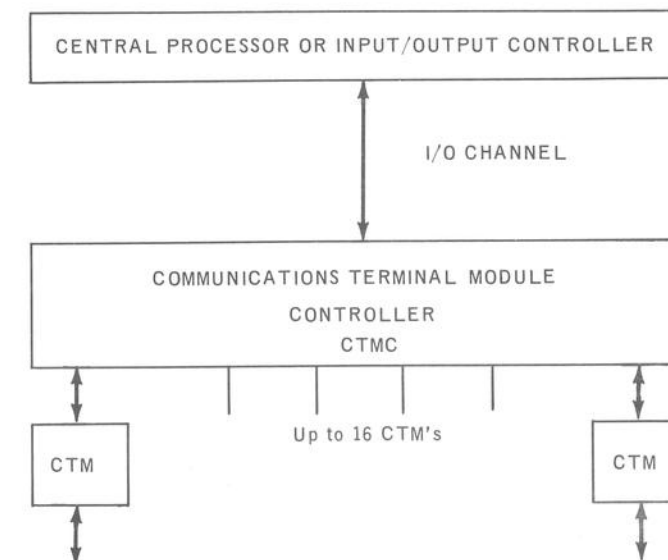 CENTRAL PROCESSOR OR INPUT/OUTPUT CONTROLLER
I/O CHANNEL
COMMUNICATIONS TERMINAL MODULE
CONTROLLER
CTMC
Up to 16 CTM's
CTM
CTM